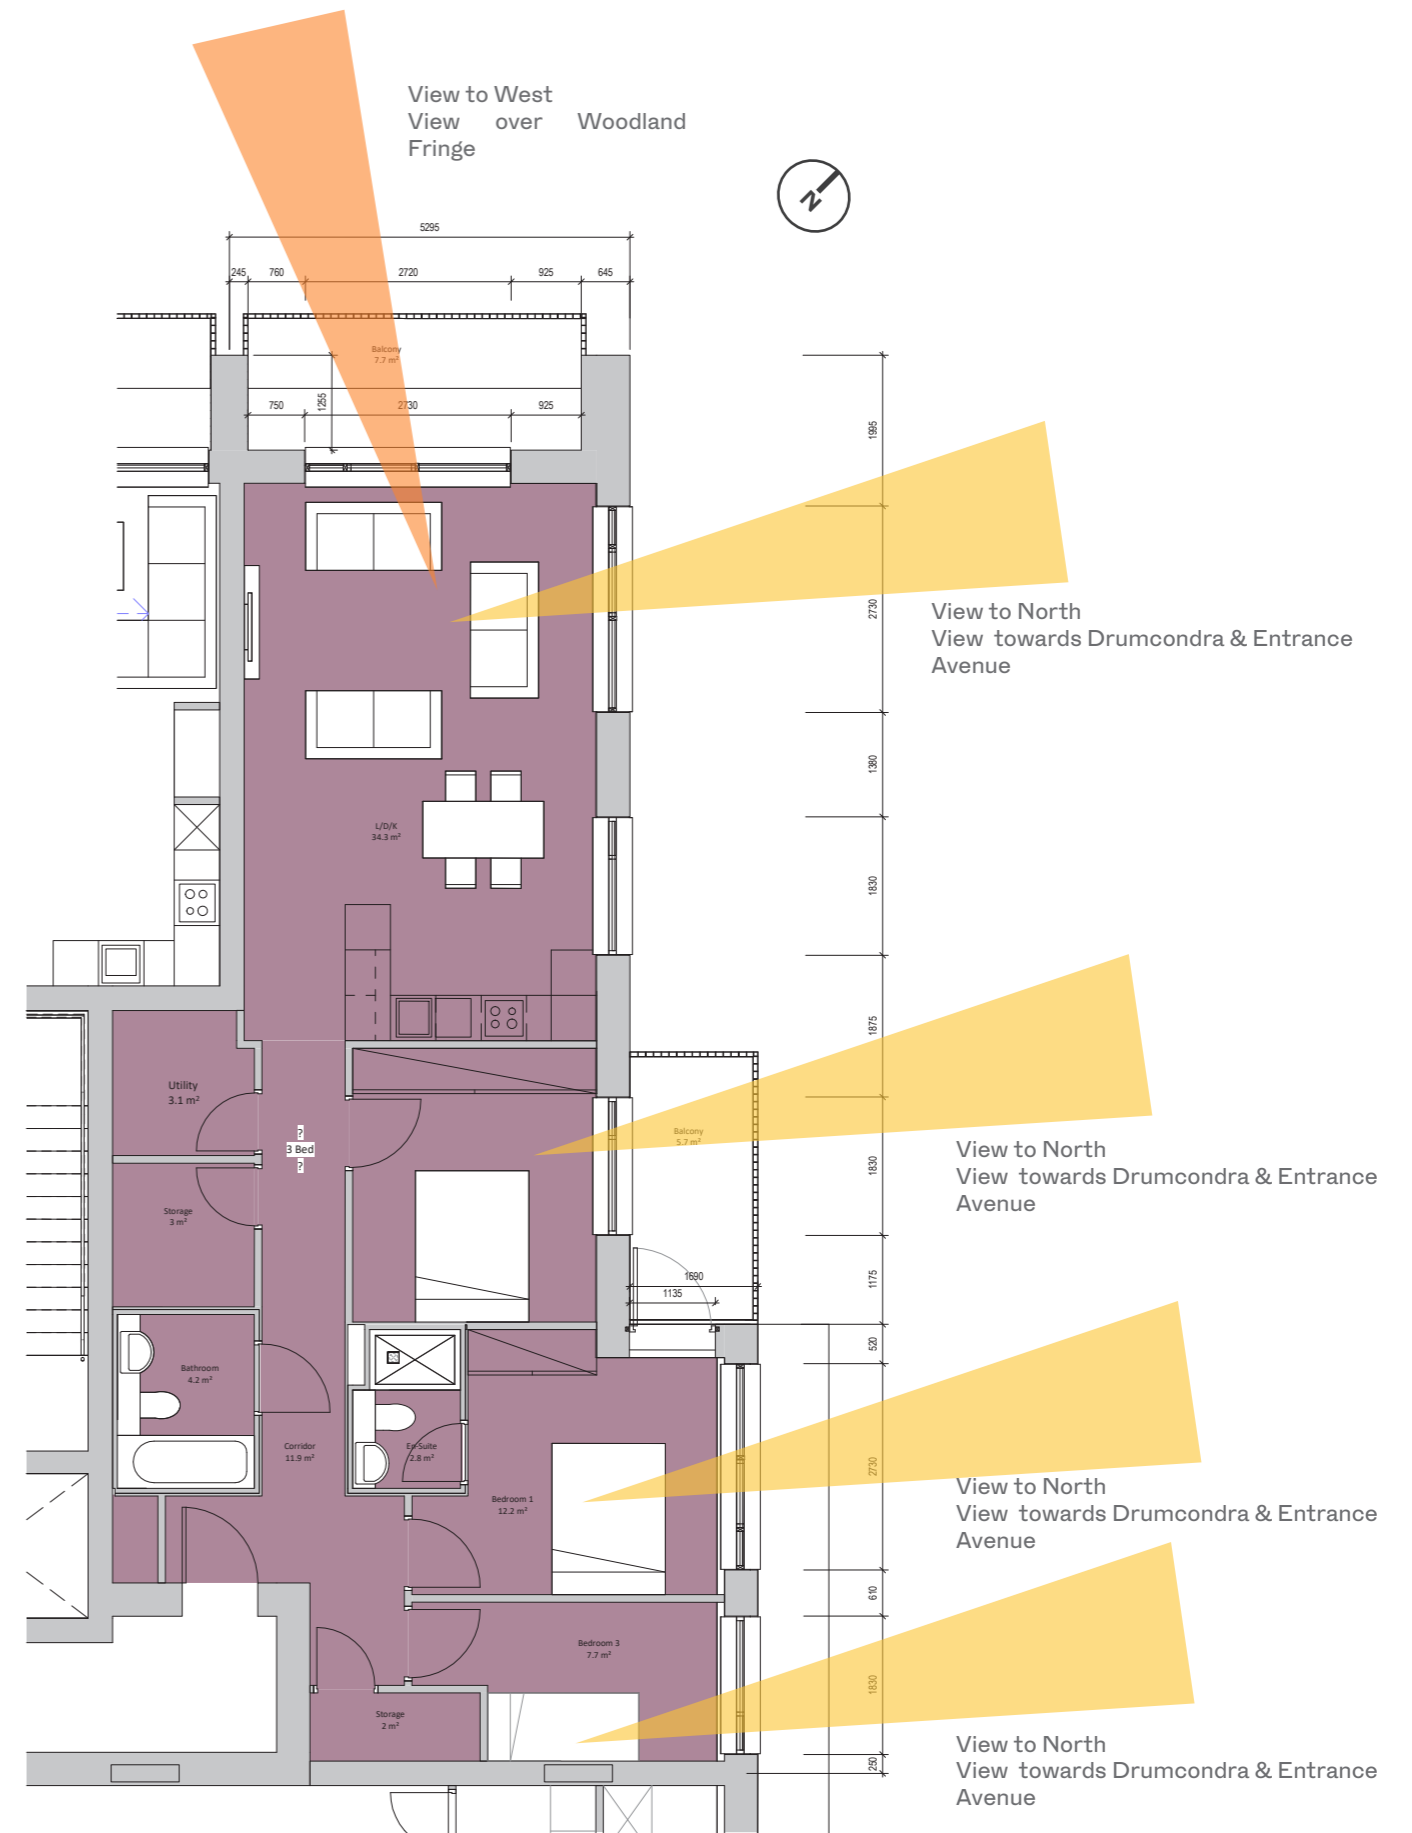 View to West
View over Woodland
Fringe
N
5295
245 760 2720 925 645
Balcony
7.7 m²
1255
750 2730 925
1995
2730
View to North
View towards Drumcondra & Entrance
Avenue
1380
L/D/K
34.3 m²
1830
1875
Utility
3.1 m²
?
3 Bed
?
Balcony
5.7 m²
1830
View to North
View towards Drumcondra & Entrance
Avenue
Storage
3 m²
1175
1690
1135
520
Bathroom
4.2 m²
Corridor
11.9 m²
En-Suite
2.8 m²
2730
Bedroom 1
12.2 m²
View to North
View towards Drumcondra & Entrance
Avenue
610
Bedroom 3
7.7 m²
1830
Storage
2 m²
View to North
View towards Drumcondra & Entrance
Avenue
250